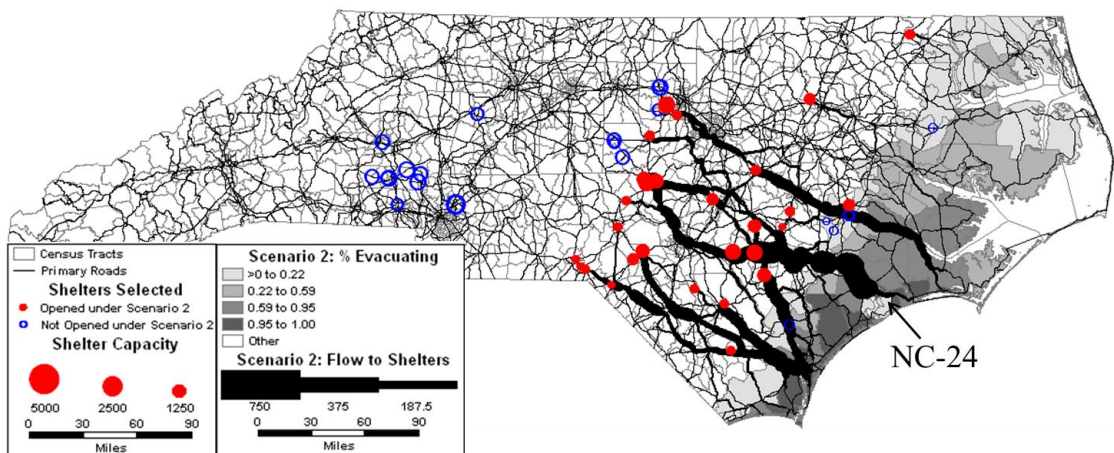 NC-24
Census Tracts
Primary Roads
Shelters Selected
Opened under Scenario 2
Not Opened under Scenario 2
Shelter Capacity
5000 2500 1250
0 30 60 90
Miles
Scenario 2: % Evacuating
>0 to 0.22
0.22 to 0.59
0.59 to 0.95
0.95 to 1.00
Other
Scenario 2: Flow to Shelters
750 375 187.5
0 30 60 90
Miles